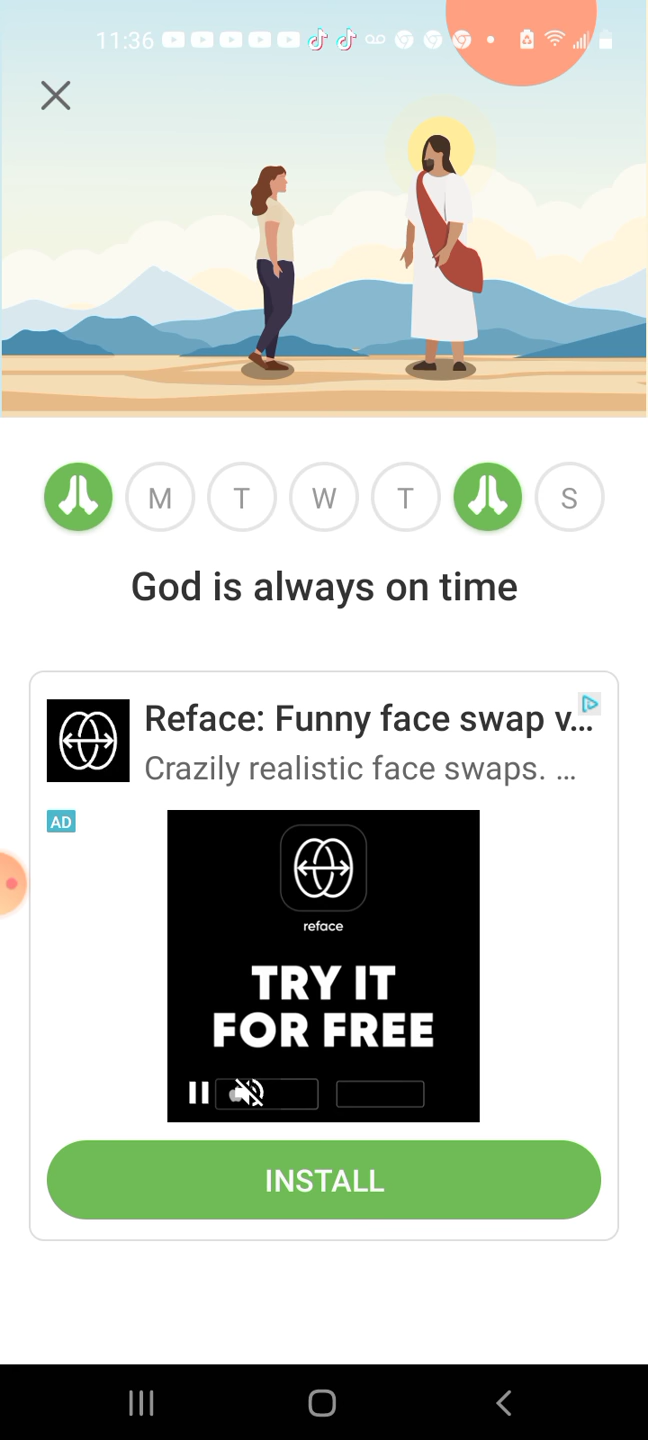 11:36
M T W T S
God is always on time
Reface: Funny face swap v...
Crazily realistic face swaps. ...
AD
reface
TRY IT
FOR FREE
INSTALL